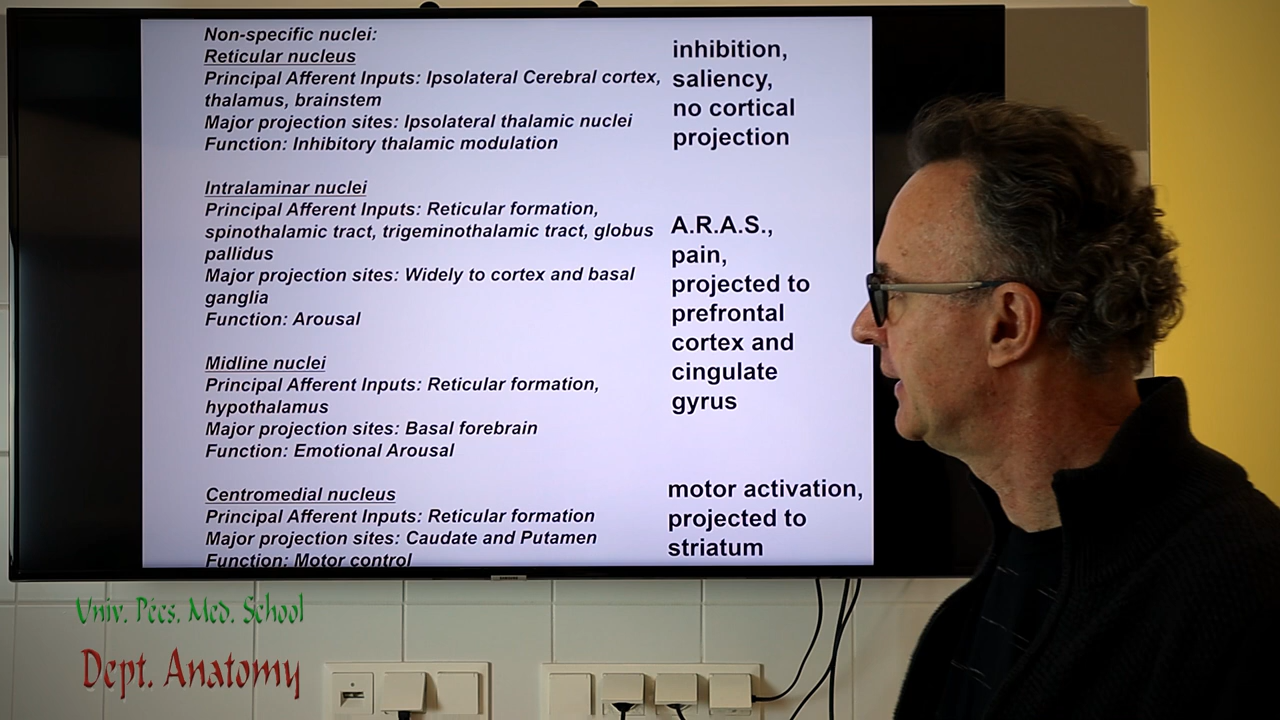 Non-specific nuclei:
Reticular nucleus
Principal Afferent Inputs: Ipsolateral Cerebral cortex,
thalamus, brainstem
Major projection sites: Ipsolateral thalamic nuclei
Function: Inhibitory thalamic modulation
inhibition,
saliency,
no cortical
projection
Intralaminar nuclei
Principal Afferent Inputs: Reticular formation,
spinothalamic tract, trigeminothalamic tract, globus
pallidus
Major projection sites: Widely to cortex and basal
ganglia
Function: Arousal
A.R.A.S.,
pain,
projected to
prefrontal
cortex and
cingulate
gyrus
Midline nuclei
Principal Afferent Inputs: Reticular formation,
hypothalamus
Major projection sites: Basal forebrain
Function: Emotional Arousal
Centromedial nucleus
Principal Afferent Inputs: Reticular formation
Major projection sites: Caudate and Putamen
Function: Motor control
motor activation,
projected to
striatum
SAMSUNG
Univ. Pécs. Med. School
Dept. Anatomy